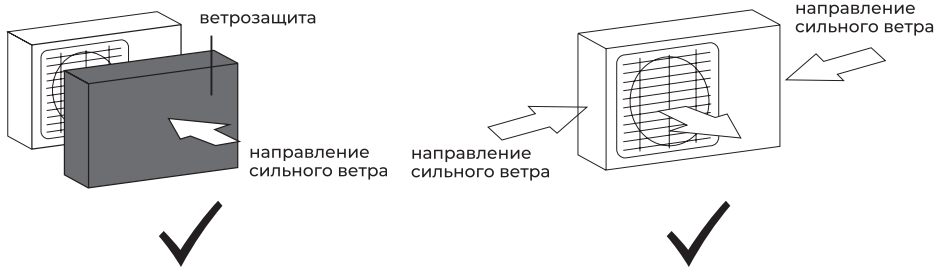 ветрозащита
направление
сильного ветра
направление
сильного ветра
направление
сильного ветра